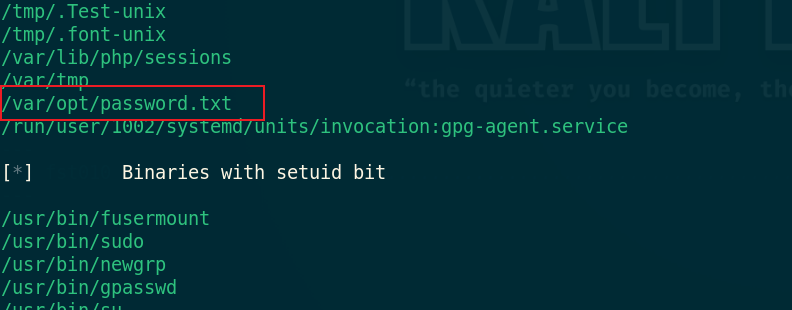 /tmp/.Test-unix
/tmp/.font-unix
/var/lib/php/sessions
/var/tmp
“the quieter you become, the
/var/opt/password.txt
/run/user/1002/systemd/units/invocation:gpg-agent.service
[*] Binaries with setuid bit
/usr/bin/fusermount
/usr/bin/sudo
/usr/bin/newgrp
/usr/bin/gpasswd
/usr/bin/su